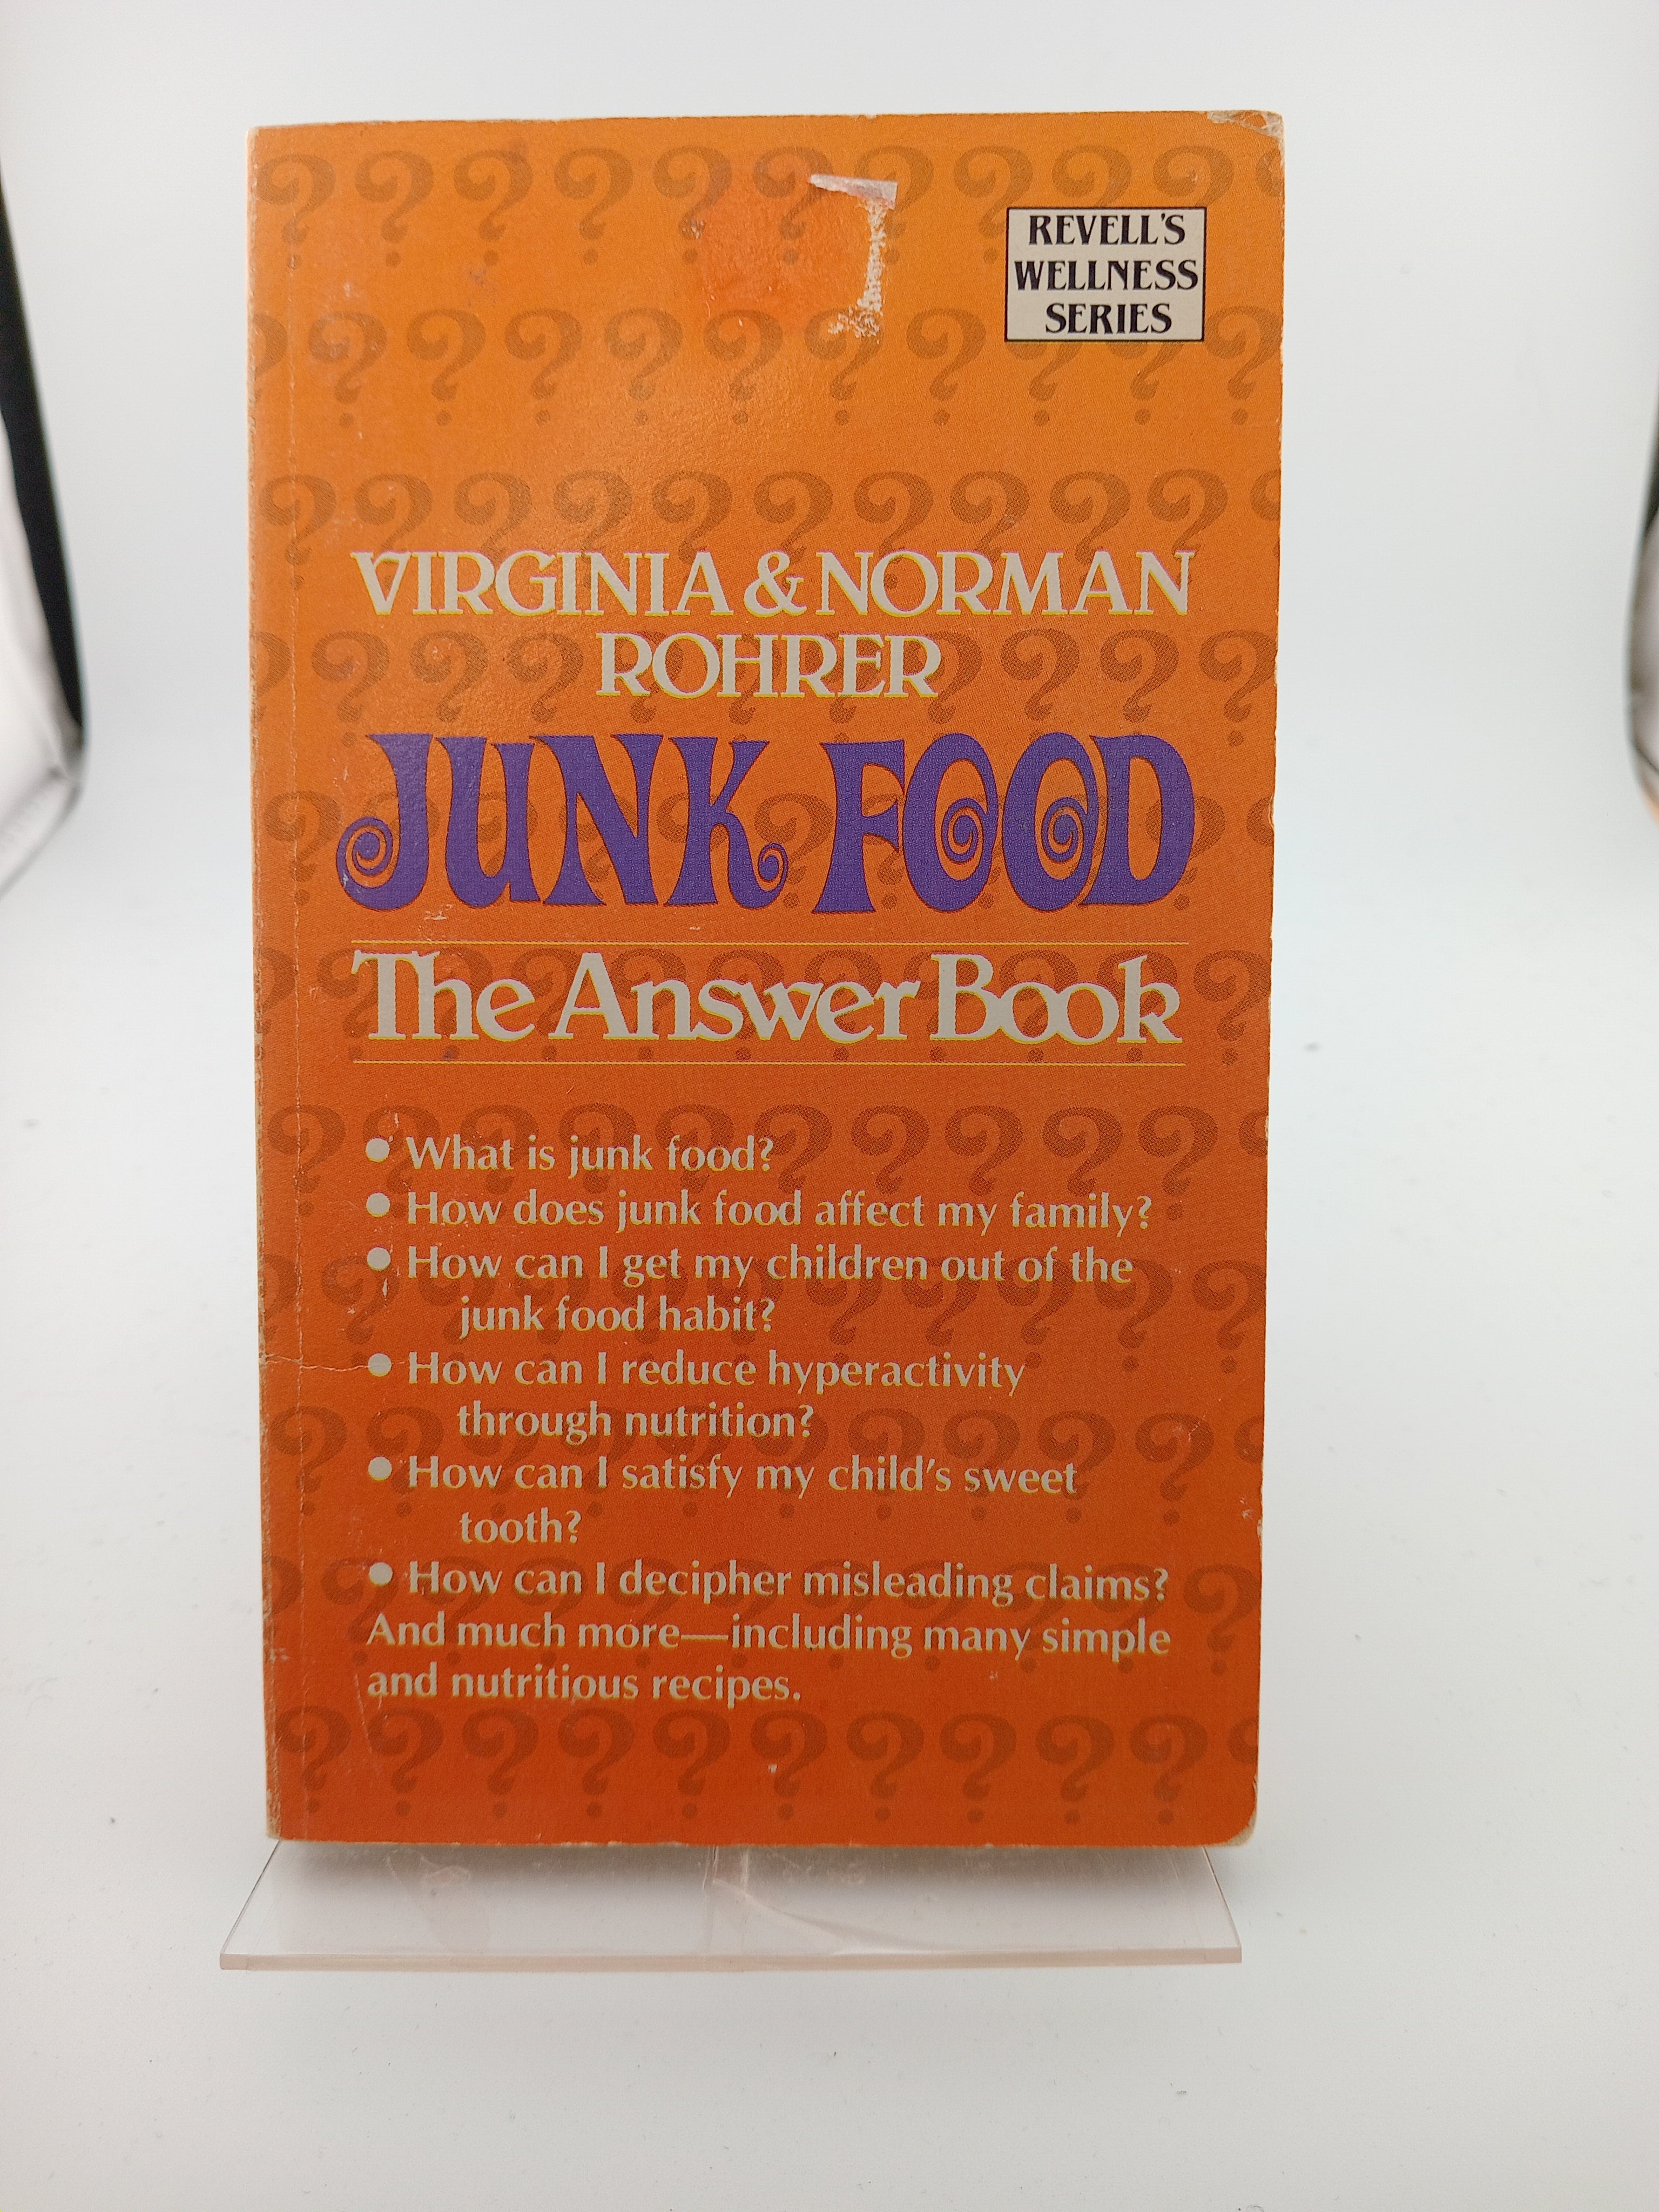 REVELL'S
WELLNESS
SERIES
VIRGINIA & NORMAN
ROHRER
JUNK FOOD
The Answer Book
• What is junk food?
• How does junk food affect my family?
• How can I get my children out of the
junk food habit?
• How can I reduce hyperactivity
through nutrition?
• How can I satisfy my child's sweet
tooth?
• How can I decipher misleading claims?
And much more—including many simple
and nutritious recipes.